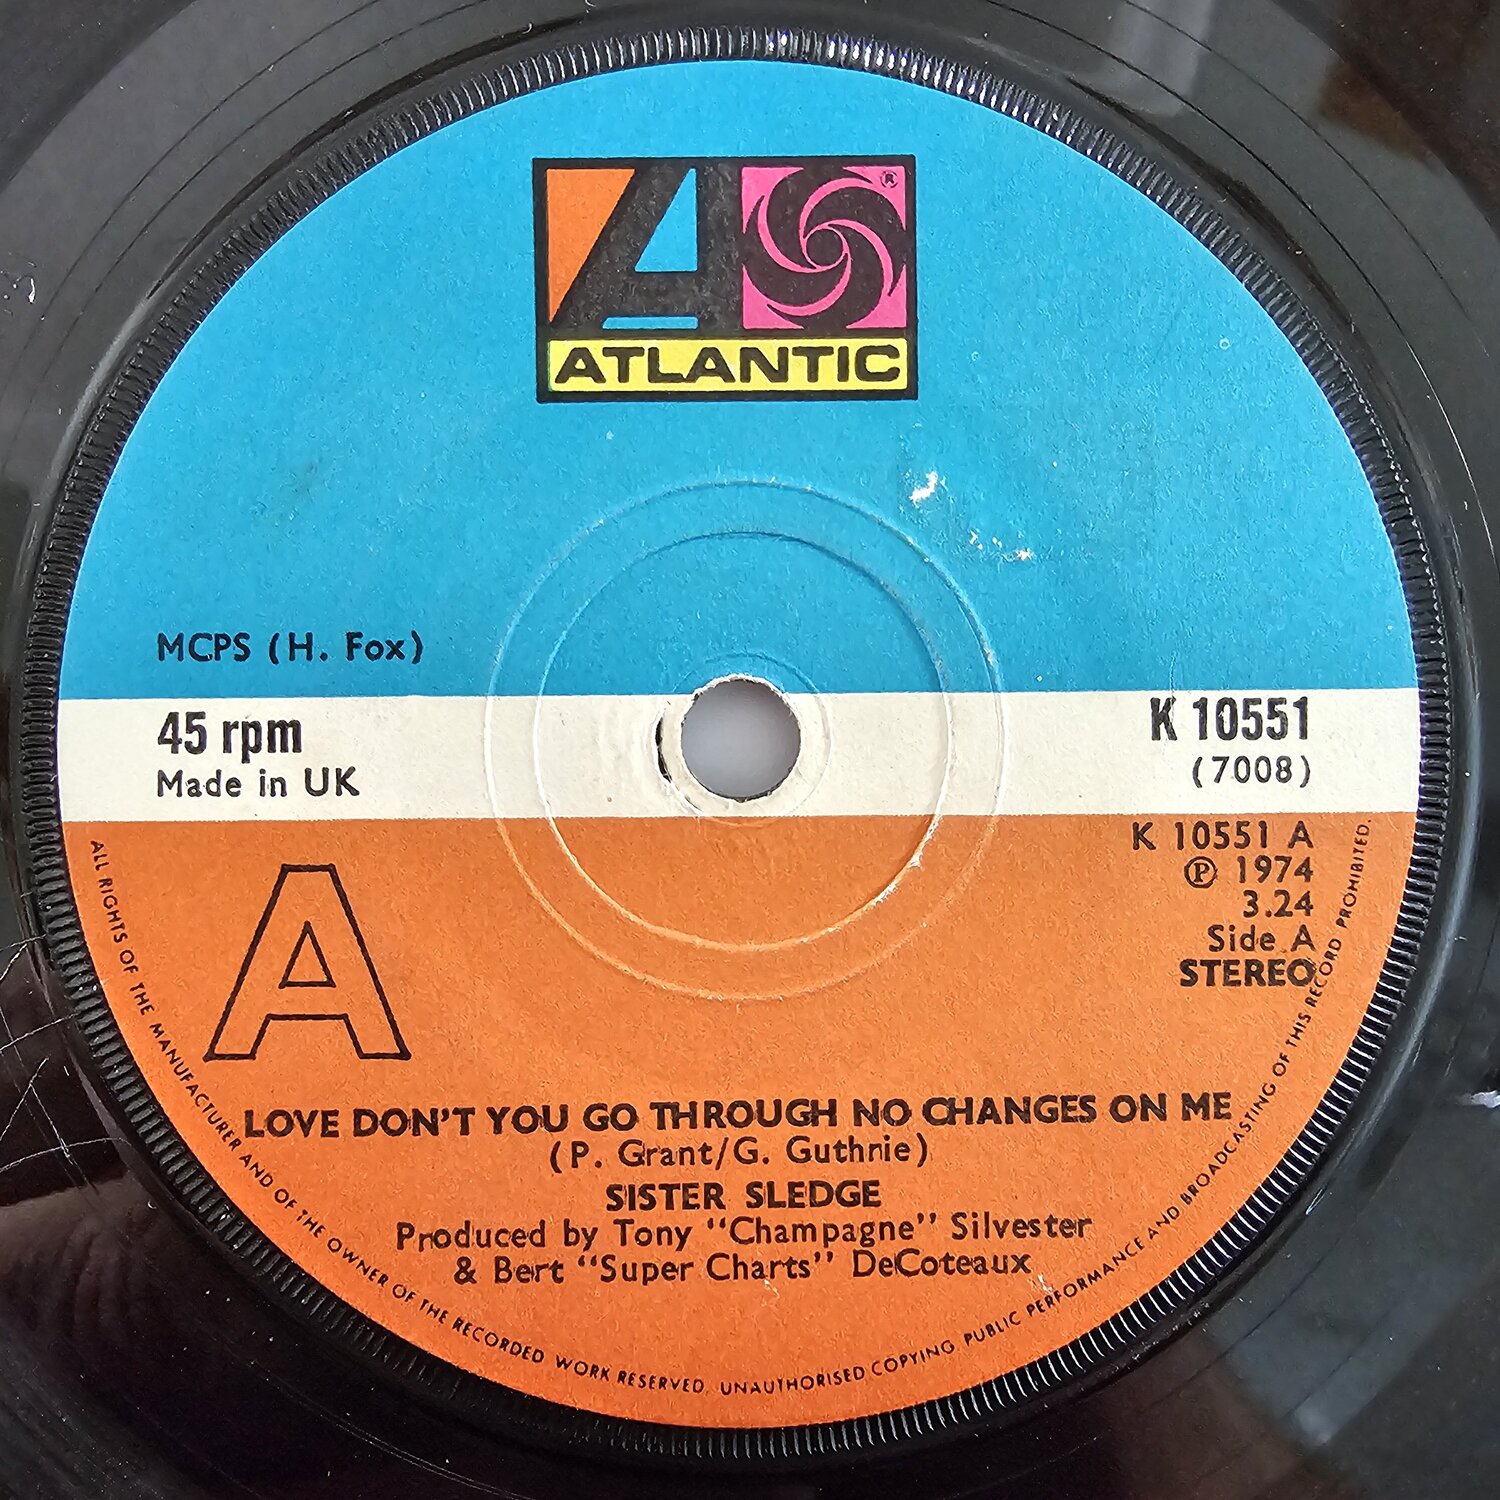 A
®
ATLANTIC
MCPS (H. Fox)
45 rpm
Made in UK
K 10551
(7008)
K 10551 A
℗ 1974
3.24
Side A
STEREO
A
LOVE DON'T YOU GO THROUGH NO CHANGES ON ME
(P. Grant/G. Guthrie)
SISTER SLEDGE
Produced by Tony "Champagne" Silvester
& Bert "Super Charts" DeCoteaux
ALL RIGHTS OF THE MANUFACTURER AND OF THE OWNER OF THE RECORDED WORK RESERVED. UNAUTHORISED COPYING PUBLIC PERFORMANCE AND BROADCASTING OF THIS RECORD PROHIBITED.